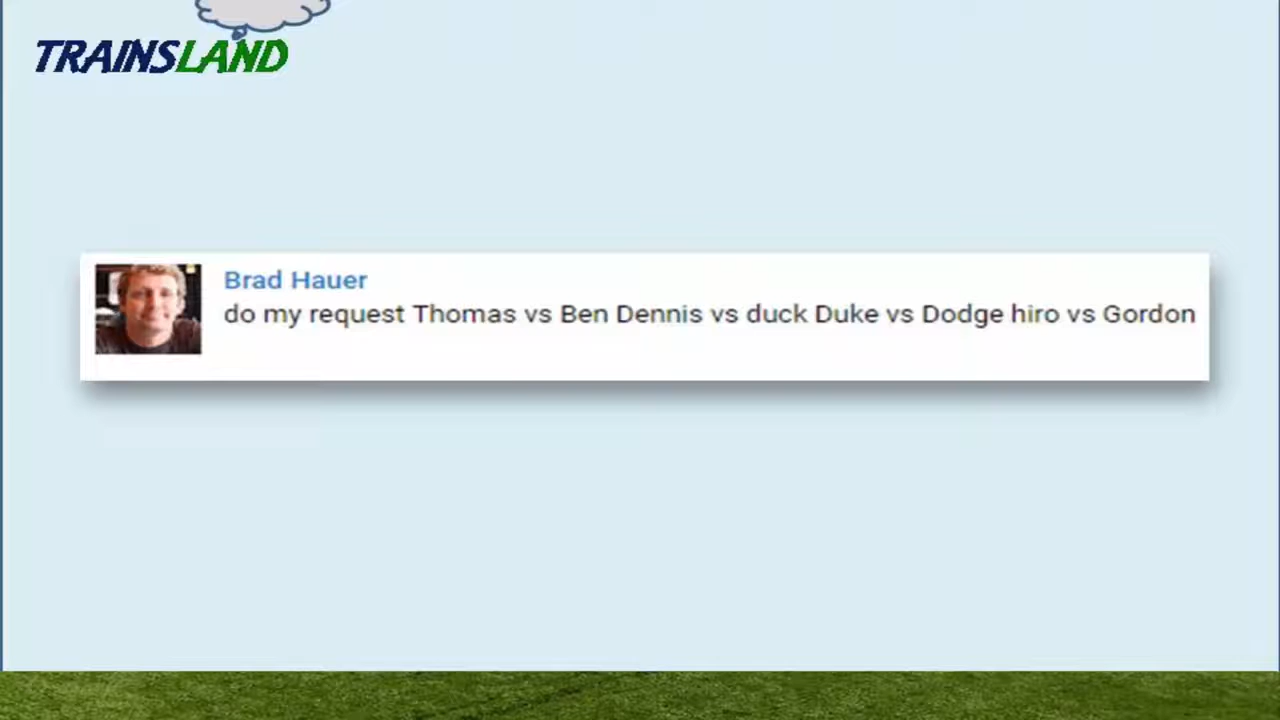 TRAINSLAND
Brad Hauer
do my request Thomas vs Ben Dennis vs duck Duke vs Dodge hiro vs Gordon